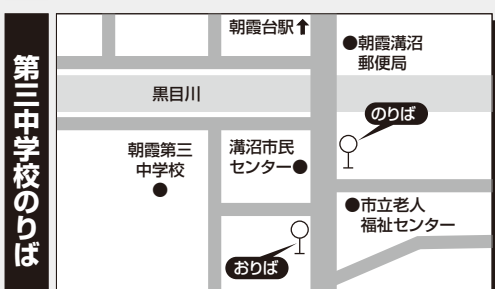 第三中学校のりば
朝霞台駅↑
●朝霞溝沼
郵便局
黒目川
のりば
朝霞第三
中学校
●
溝沼市民
センター●
●市立老人
福祉センター
おりば